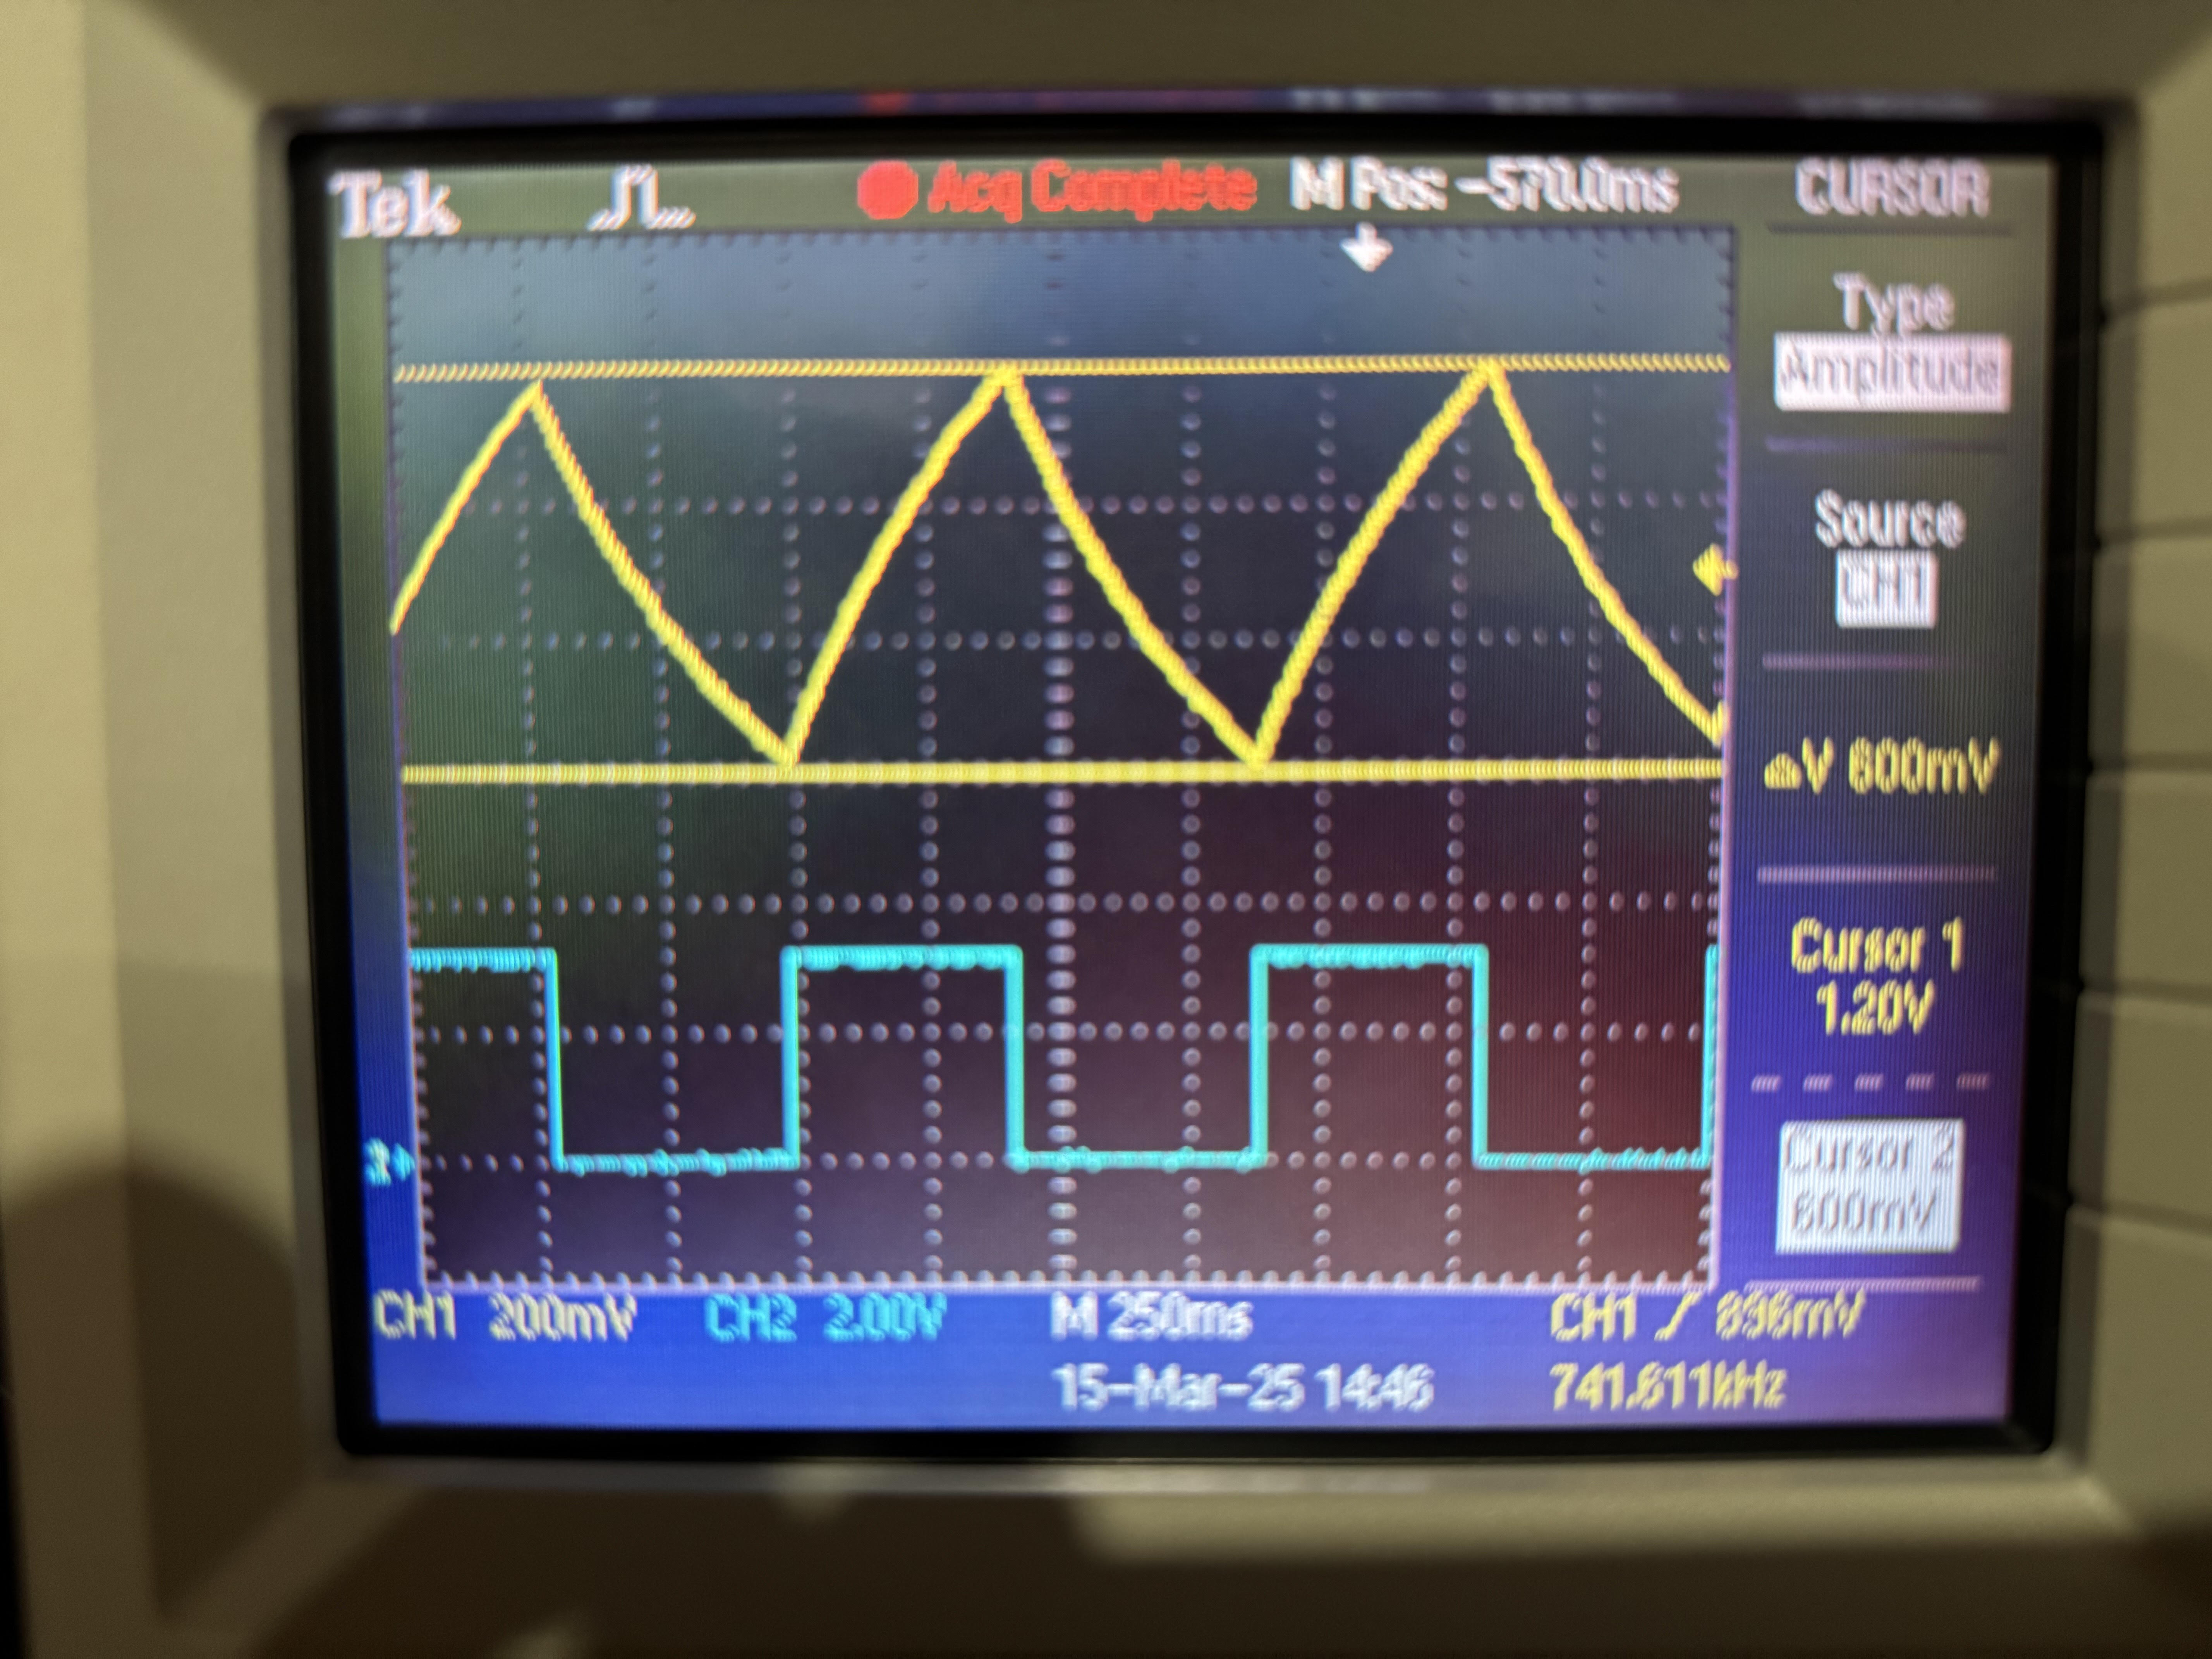 Tek Acq Complete M Pos: -570.0ms CURSOR
Type
Amplitude
Source
CH1
ΔV 600mV
Cursor 1
1.20V
Cursor 2
600mV
2
CH1 200mV CH2 2.00V M 250ms CH1 / 896mV
15-Mar-25 14:46 741.611kHz